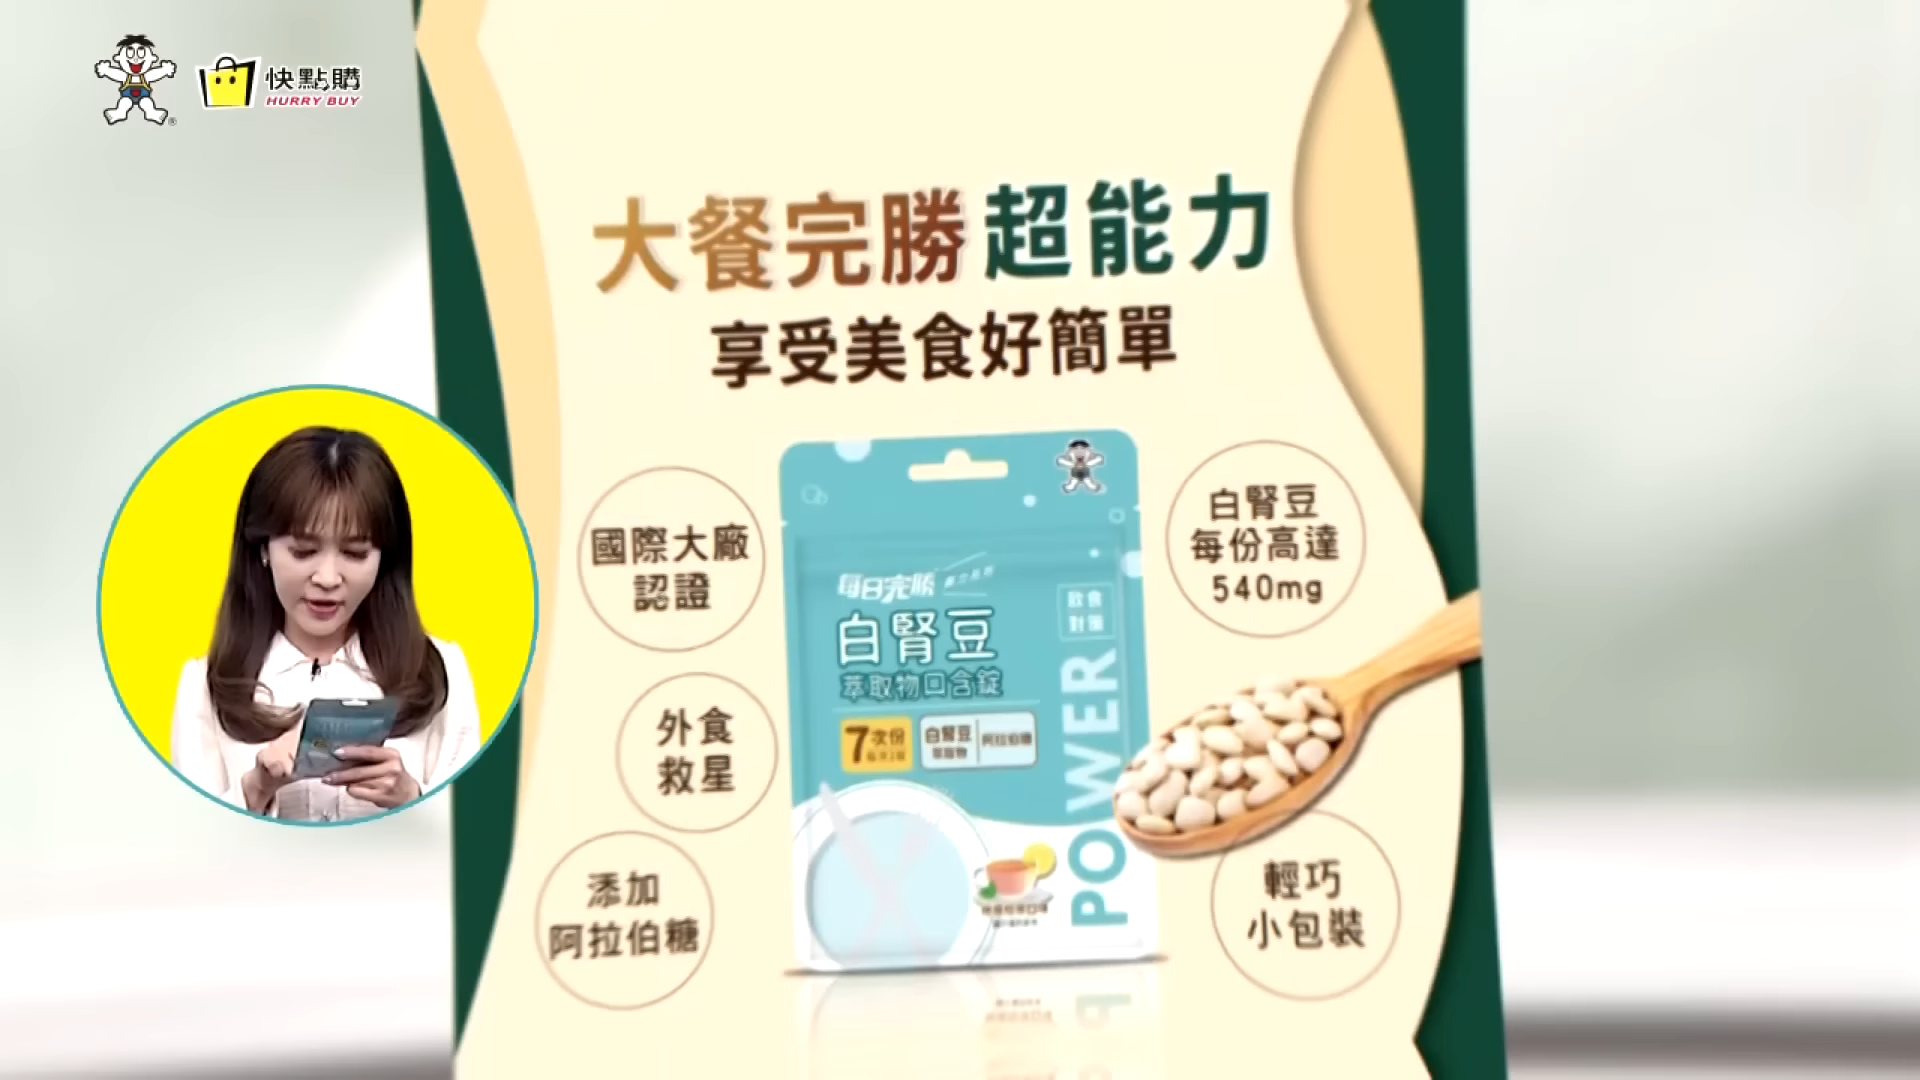 快點購
HURRY BUY
大餐完勝 超能力
享受美食好簡單
國際大廠
認證
外食
救星
添加
阿拉伯糖
每日完勝
白腎豆
萃取物口含錠
飲食
對策
7次份
白腎豆
萃取物
阿拉伯糖
POWER
白腎豆
每份高達
540mg
輕巧
小包裝